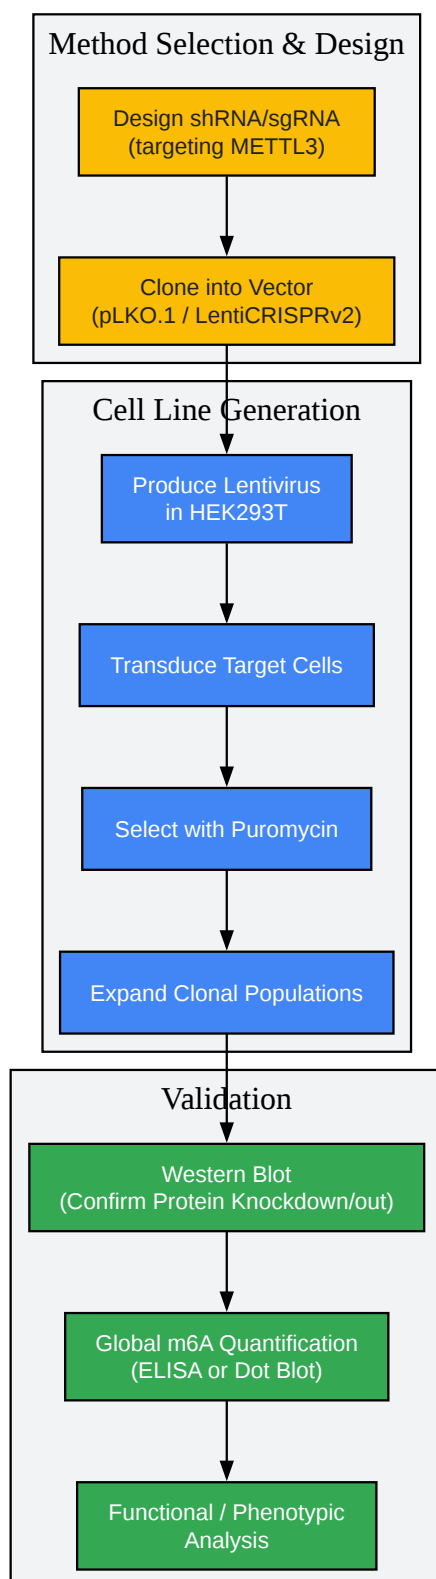 Method Selection & Design
Design shRNA/sgRNA
(targeting METTL3)
Clone into Vector
(pLKO.1 / LentiCRISPRv2)
Cell Line Generation
Produce Lentivirus
in HEK293T
Transduce Target Cells
Select with Puromycin
Expand Clonal Populations
Validation
Western Blot
(Confirm Protein Knockdown/out)
Global m6A Quantification
(ELISA or Dot Blot)
Functional / Phenotypic
Analysis